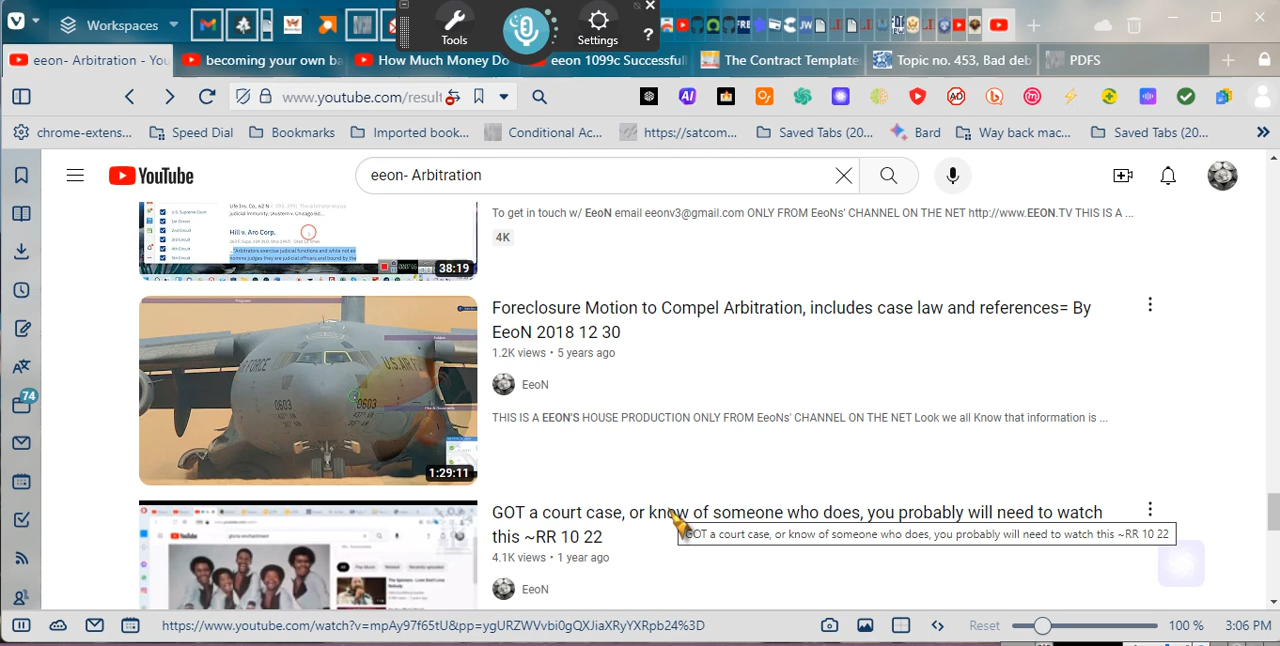 Workspaces
Tools
Settings
?
eeon- Arbitration - You
becoming your own ba
How Much Money Do
eeon 1099c Successful
The Contract Template
Topic no. 453, Bad deb
PDFS
www.youtube.com/result
chrome-exten...
Speed Dial
Bookmarks
Imported book...
Conditional Ac...
https://satcom...
Saved Tabs (20...
Bard
Way back mac...
Saved Tabs (20...
YouTube
eeon- Arbitration
To get in touch w/ EeoN email eeonv3@gmail.com ONLY FROM EeoNs' CHANNEL ON THE NET http://www.EEON.TV THIS IS A ...
4K
Hill v. Aro Corp.
38:19
Foreclosure Motion to Compel Arbitration, includes case law and references= By
EeoN 2018 12 30
1.2K views • 5 years ago
EeoN
THIS IS A EEON'S HOUSE PRODUCTION ONLY FROM EeoNs' CHANNEL ON THE NET Look we all Know that information is ...
U.S. AIR F
0603
0603
1:29:11
GOT a court case, or know of someone who does, you probably will need to watch
this ~RR 10 22
GOT a court case, or know of someone who does, you probably will need to watch this ~RR 10 22
4.1K views • 1 year ago
EeoN
74
https://www.youtube.com/watch?v=mpAy97f65tU&pp=ygURZWVvbi0gQXJiaXRyYXRpb24%3D
Reset
100 %
3:06 PM